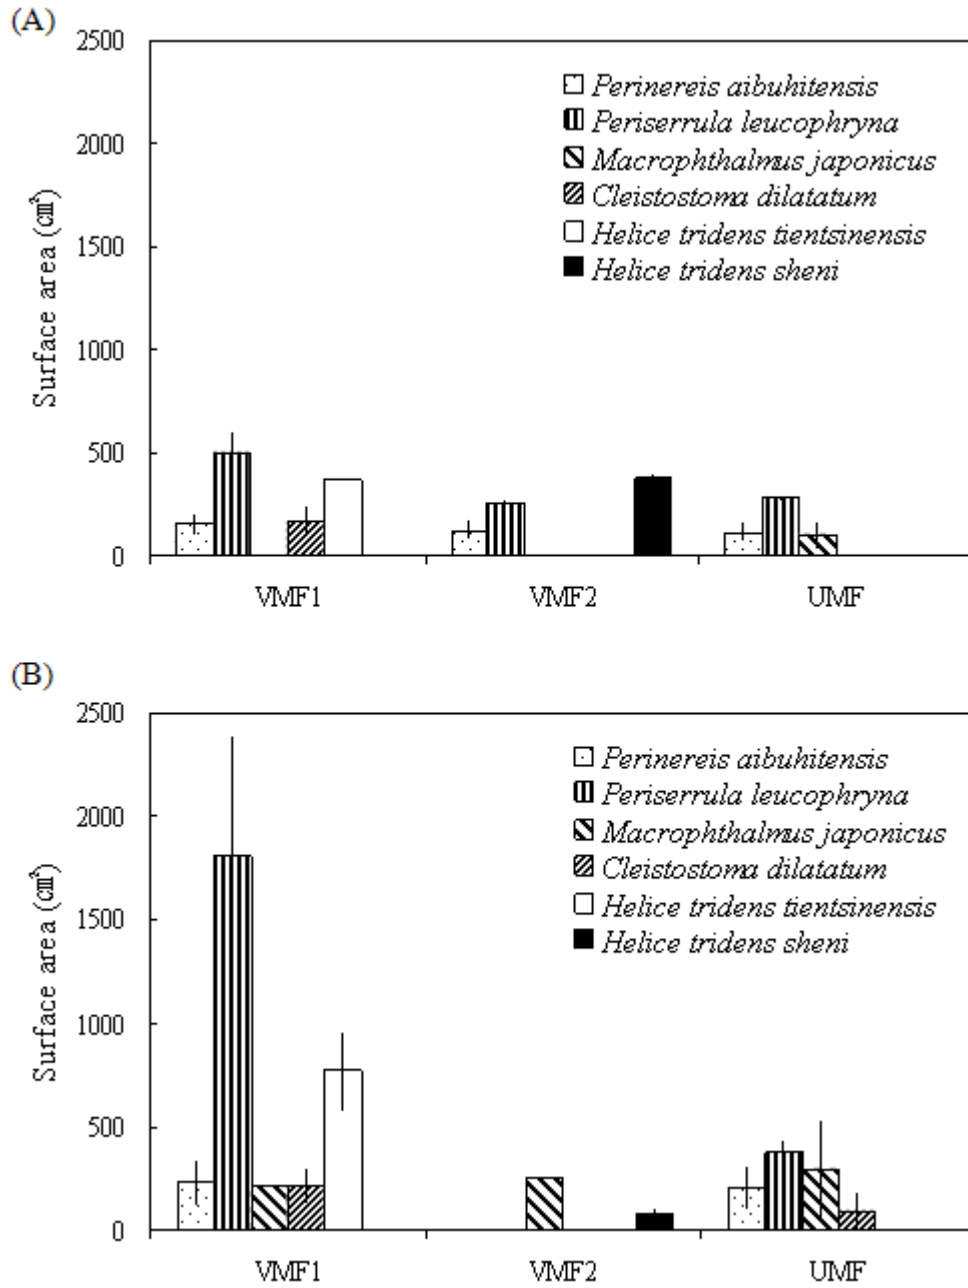 (A)
2500
2000
1500
1000
500
0
Surface area (㎠)
Perinereis aibuhitensis
Periserrula leucophryna
Macrophthalmus japonicus
Cleistostoma dilatatum
Helice tridens tientsinensis
Helice tridens sheni
VMF1
VMF2
UMF
(B)
2500
2000
1500
1000
500
0
Surface area (㎠)
Perinereis aibuhitensis
Periserrula leucophryna
Macrophthalmus japonicus
Cleistostoma dilatatum
Helice tridens tientsinensis
Helice tridens sheni
VMF1
VMF2
UMF